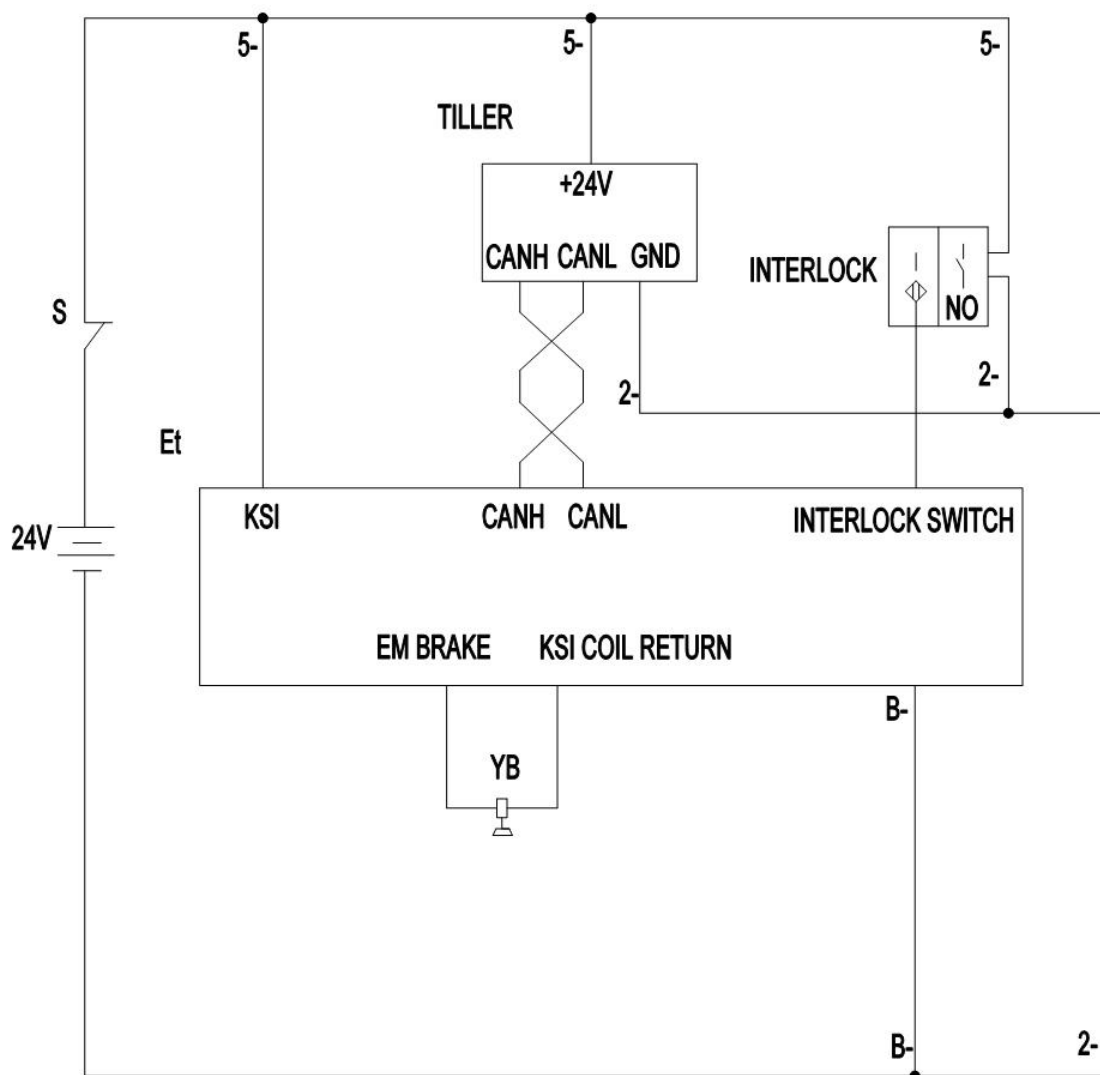 5- 5- 5-
TILLER
+24V
CANH CANL GND
INTERLOCK
NO
S
2- 2-
Et
KSI CANH CANL INTERLOCK SWITCH
24V
EM BRAKE KSI COIL RETURN
B-
YB
B- 2-